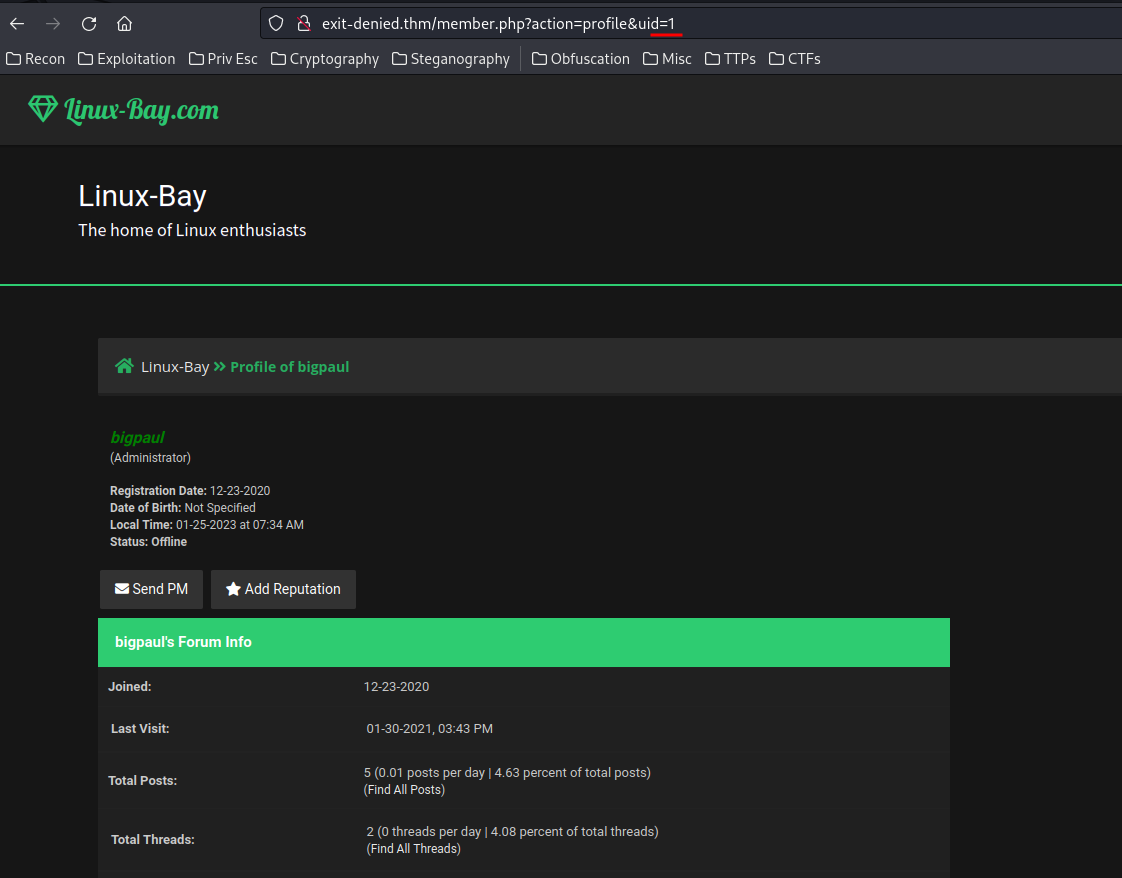 exit-denied.thm/member.php?action=profile&uid=1
Recon Exploitation Priv Esc Cryptography Steganography Obfuscation Misc TTPs CTFs
Linux-Bay.com
Linux-Bay
The home of Linux enthusiasts
Linux-Bay Profile of bigpaul
bigpaul
(Administrator)
Registration Date: 12-23-2020
Date of Birth: Not Specified
Local Time: 01-25-2023 at 07:34 AM
Status: Offline
Send PM Add Reputation
bigpaul's Forum Info
Joined: 12-23-2020
Last Visit: 01-30-2021, 03:43 PM
Total Posts: 5 (0.01 posts per day | 4.63 percent of total posts)
(Find All Posts)
Total Threads: 2 (0 threads per day | 4.08 percent of total threads)
(Find All Threads)